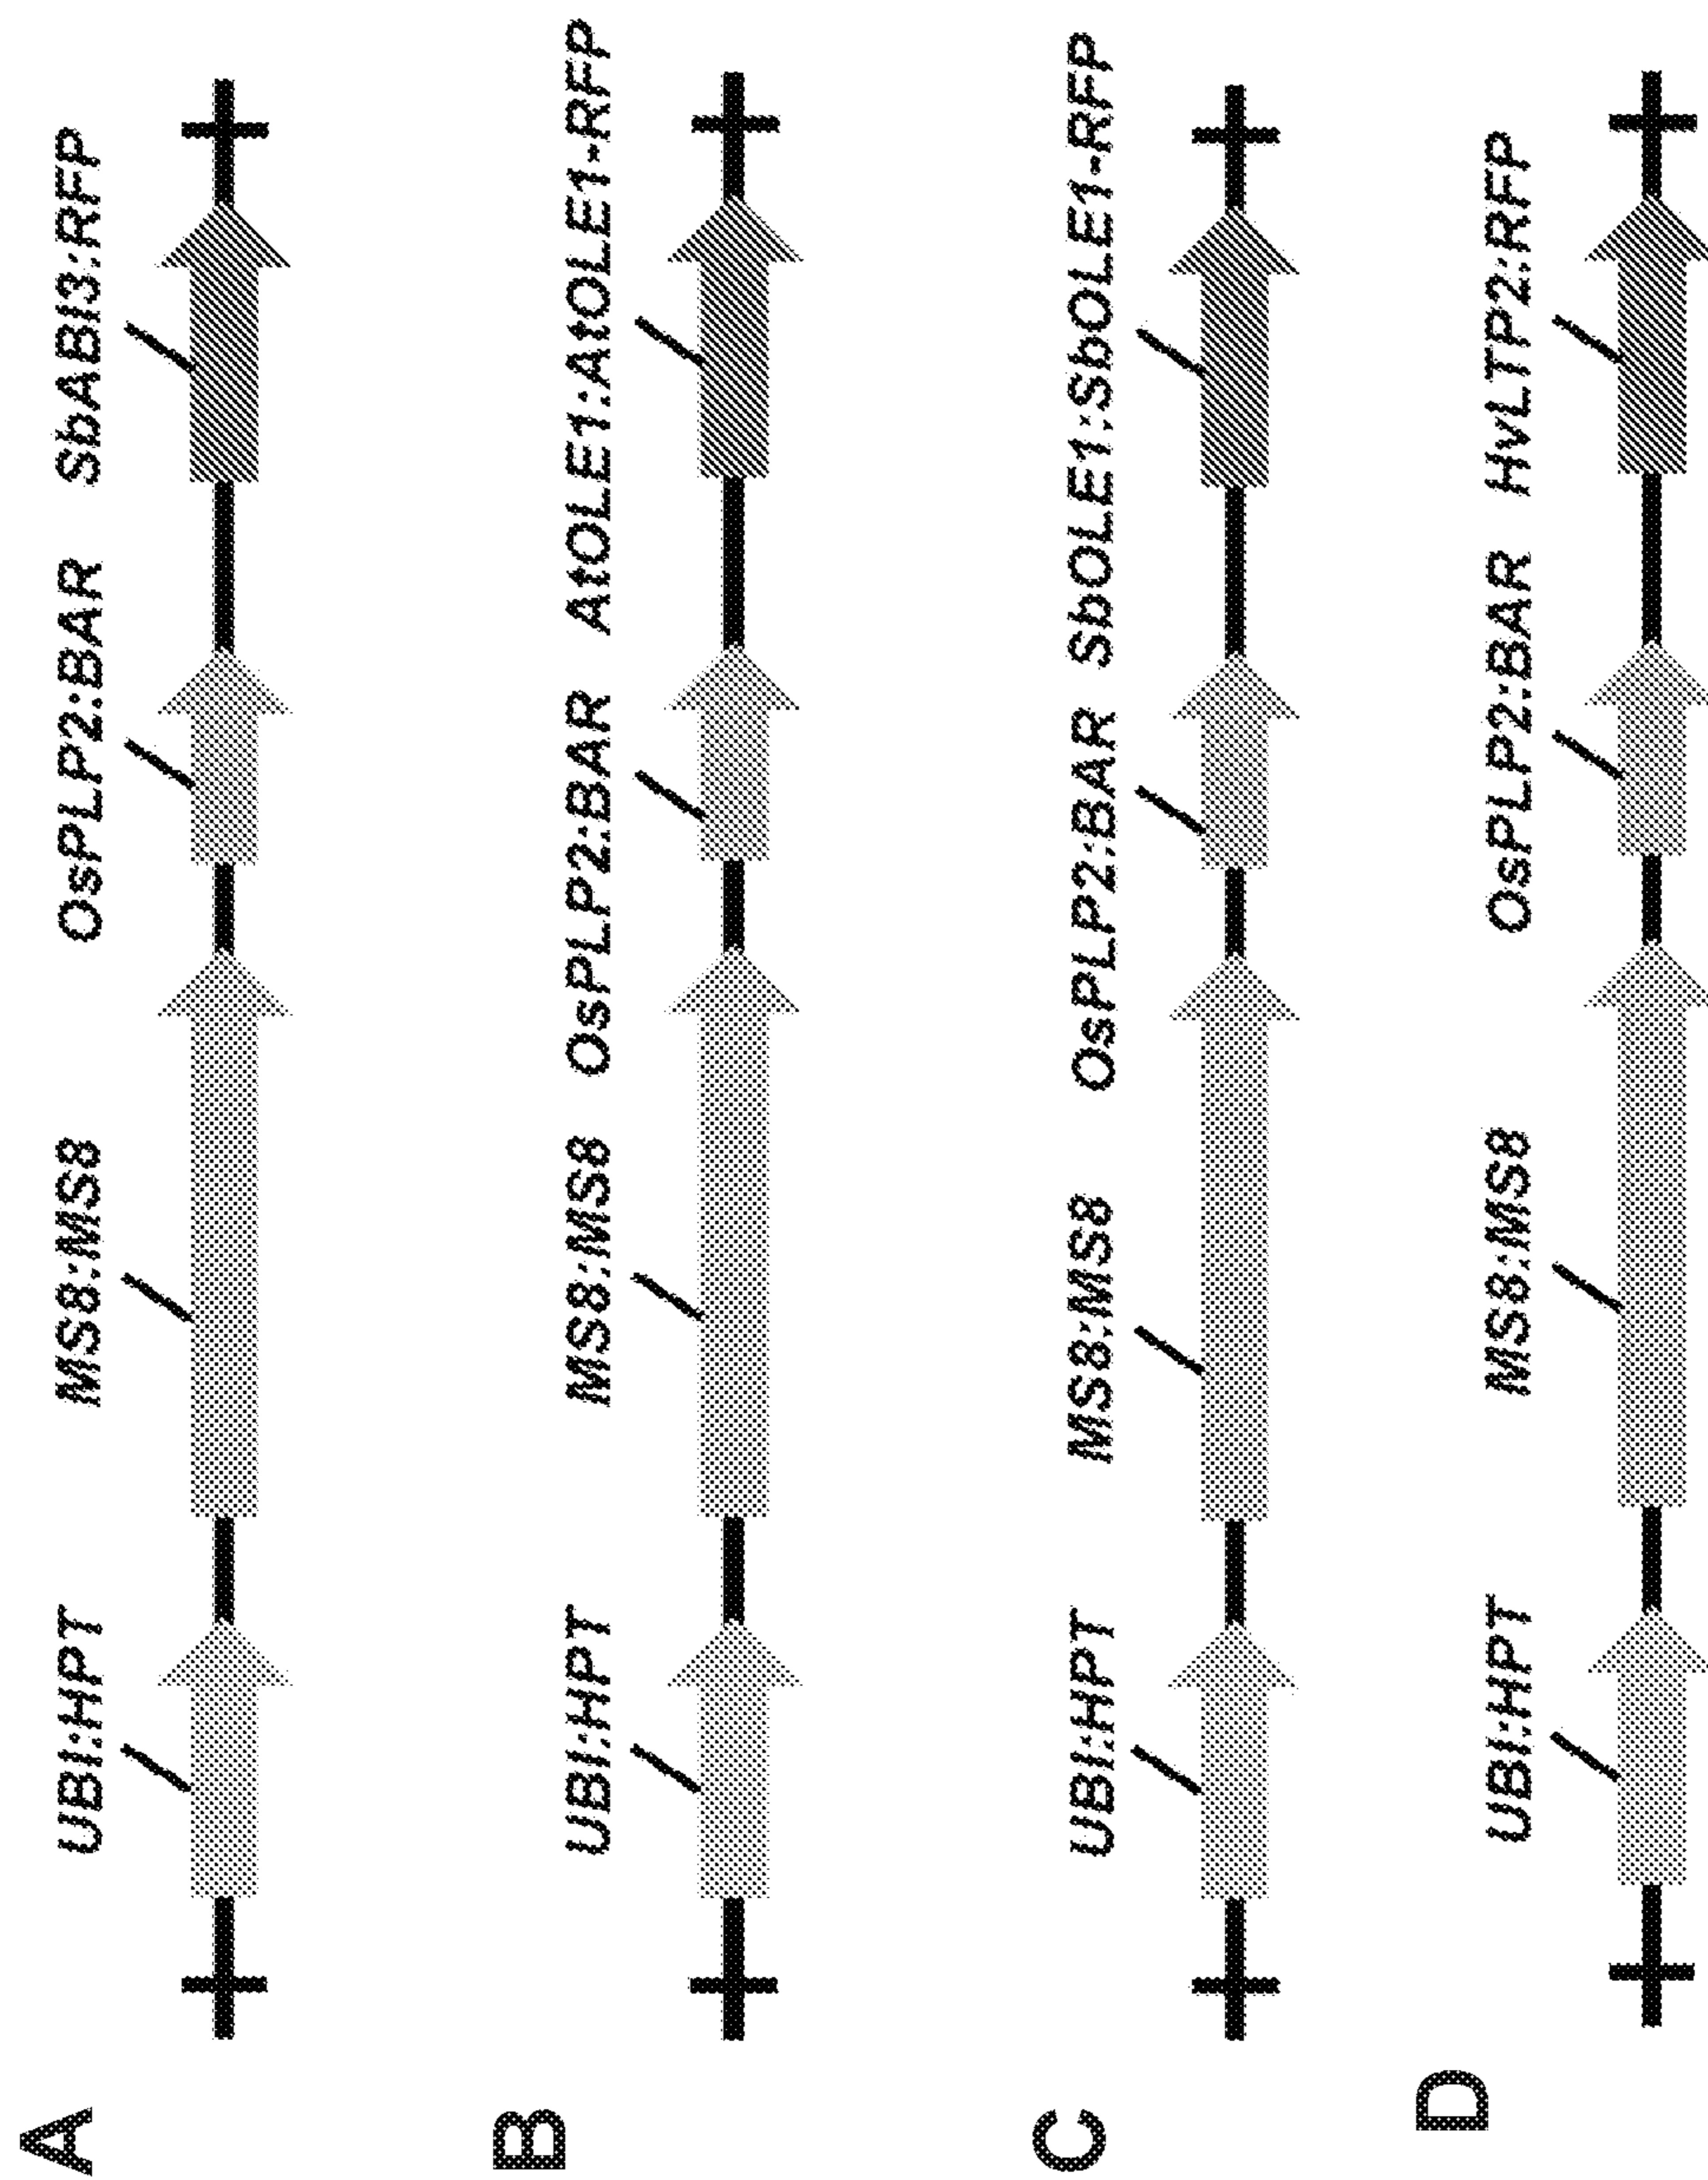 A
UBI:HPT MS8:MS8 OsPLP2:BAR SbABI3:RFP
B
UBI:HPT MS8:MS8 OsPLP2:BAR AtOLE1:AtOLE1-RFP
C
UBI:HPT MS8:MS8 OsPLP2:BAR SbOLE1:SbOLE1-RFP
D
UBI:HPT MS8:MS8 OsPLP2:BAR HvLTP2:RFP